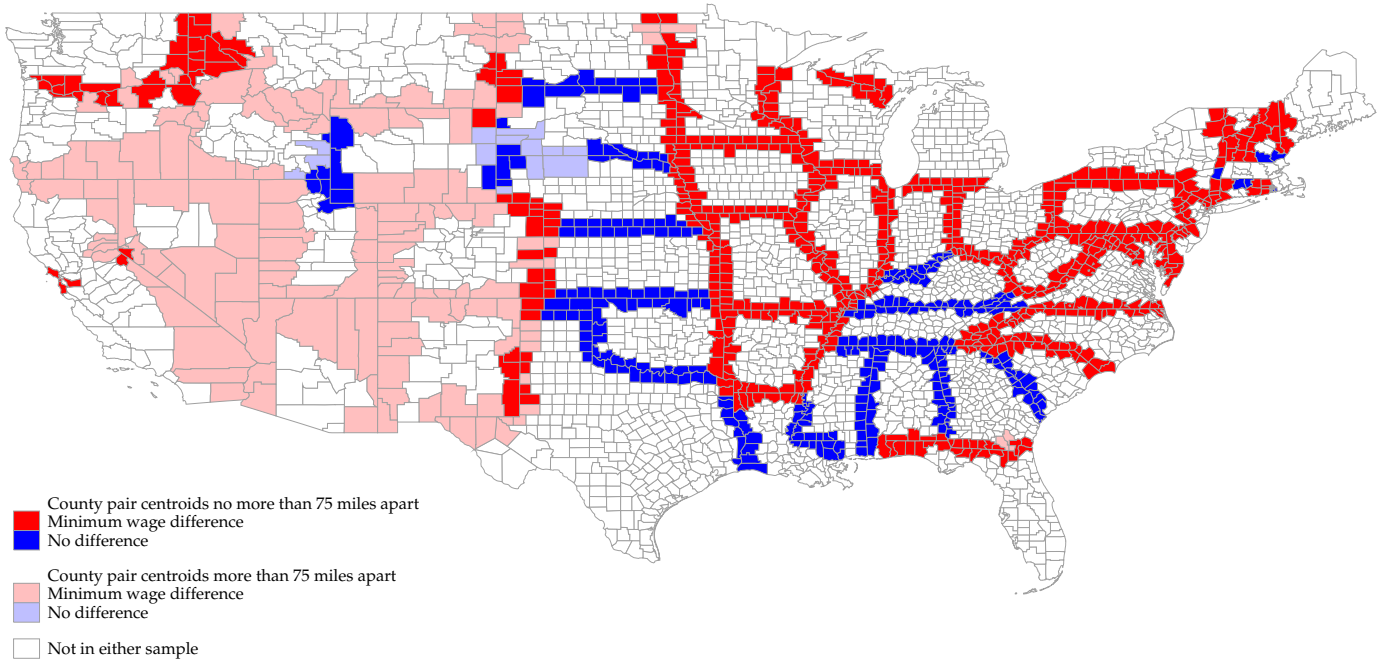 County pair centroids no more than 75 miles apart
Minimum wage difference
No difference
County pair centroids more than 75 miles apart
Minimum wage difference
No difference
Not in either sample